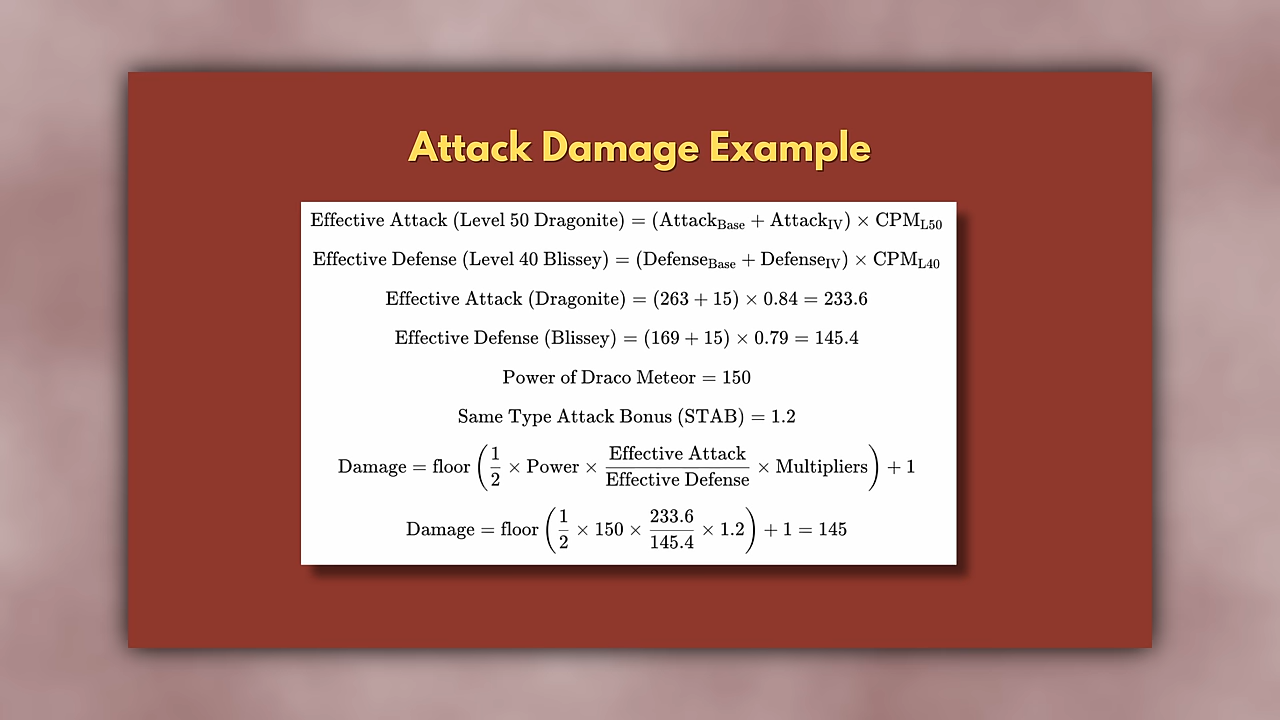 Attack Damage Example
Effective Attack (Level 50 Dragonite) = (Attack_Base + Attack_IV) × CPM_L50
Effective Defense (Level 40 Blissey) = (Defense_Base + Defense_IV) × CPM_L40
Effective Attack (Dragonite) = (263 + 15) × 0.84 = 233.6
Effective Defense (Blissey) = (169 + 15) × 0.79 = 145.4
Power of Draco Meteor = 150
Same Type Attack Bonus (STAB) = 1.2
Damage = floor (1/2 × Power × Effective Attack/Effective Defense × Multipliers) + 1
Damage = floor (1/2 × 150 × 233.6/145.4 × 1.2) + 1 = 145